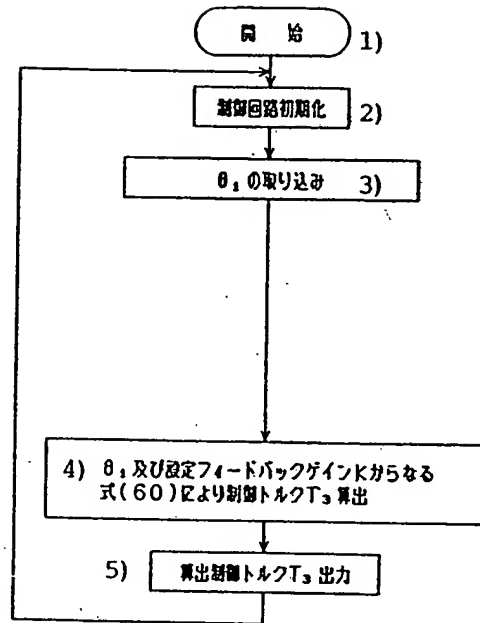 開 始 1)
制御回路初期化 2)
θ₁の取り込み 3)
4) θ₁及び設定フィードバックゲインKからなる
式(60)により制御トルクT₃算出
5) 算出制御トルクT₃出力